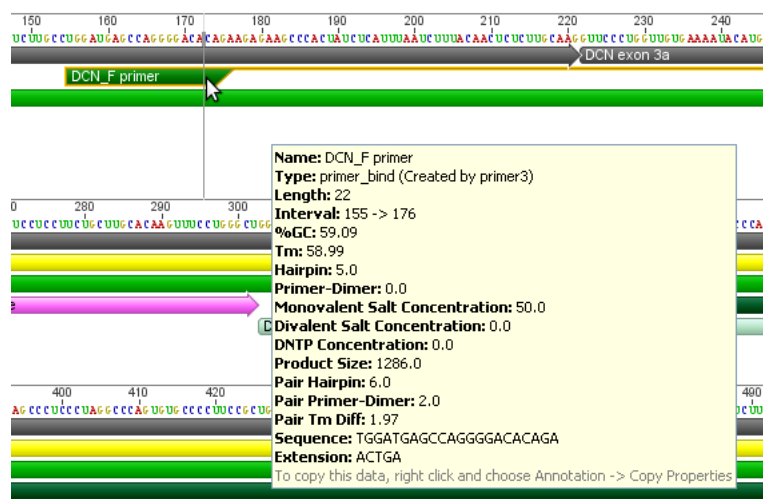 150 160 170 180 190 200 210 220 230 240
UCUUGCCUGGAUGAGCCAGGGGACACAGAAGAGAAGCCCACUAUCUCAUUUAAUCUUUACAACUCUCUUGCAAGGUUCCCUGGUUGUGAAAAUACAUG
DCN exon 3a
DCN_F primer
Name: DCN_F primer
Type: primer_bind (Created by primer3)
Length: 22
Interval: 155 -> 176
%GC: 59.09
Tm: 58.99
Hairpin: 5.0
Primer-Dimer: 0.0
Monovalent Salt Concentration: 50.0
Divalent Salt Concentration: 0.0
DNTP Concentration: 0.0
Product Size: 1286.0
Pair Hairpin: 6.0
Pair Primer-Dimer: 2.0
Pair Tm Diff: 1.97
Sequence: TGGATGAGCCAGGGGACACAGA
Extension: ACTGA
To copy this data, right click and choose Annotation -> Copy Properties
0 280 290 300
UCCUCCUUCUGCUUGCACAAGUUUCCUGGGCUGG CCCA
400 410 420 490
AGCCCUCCCUAGGCCCAGUGUGCCCCUUCCGCUG